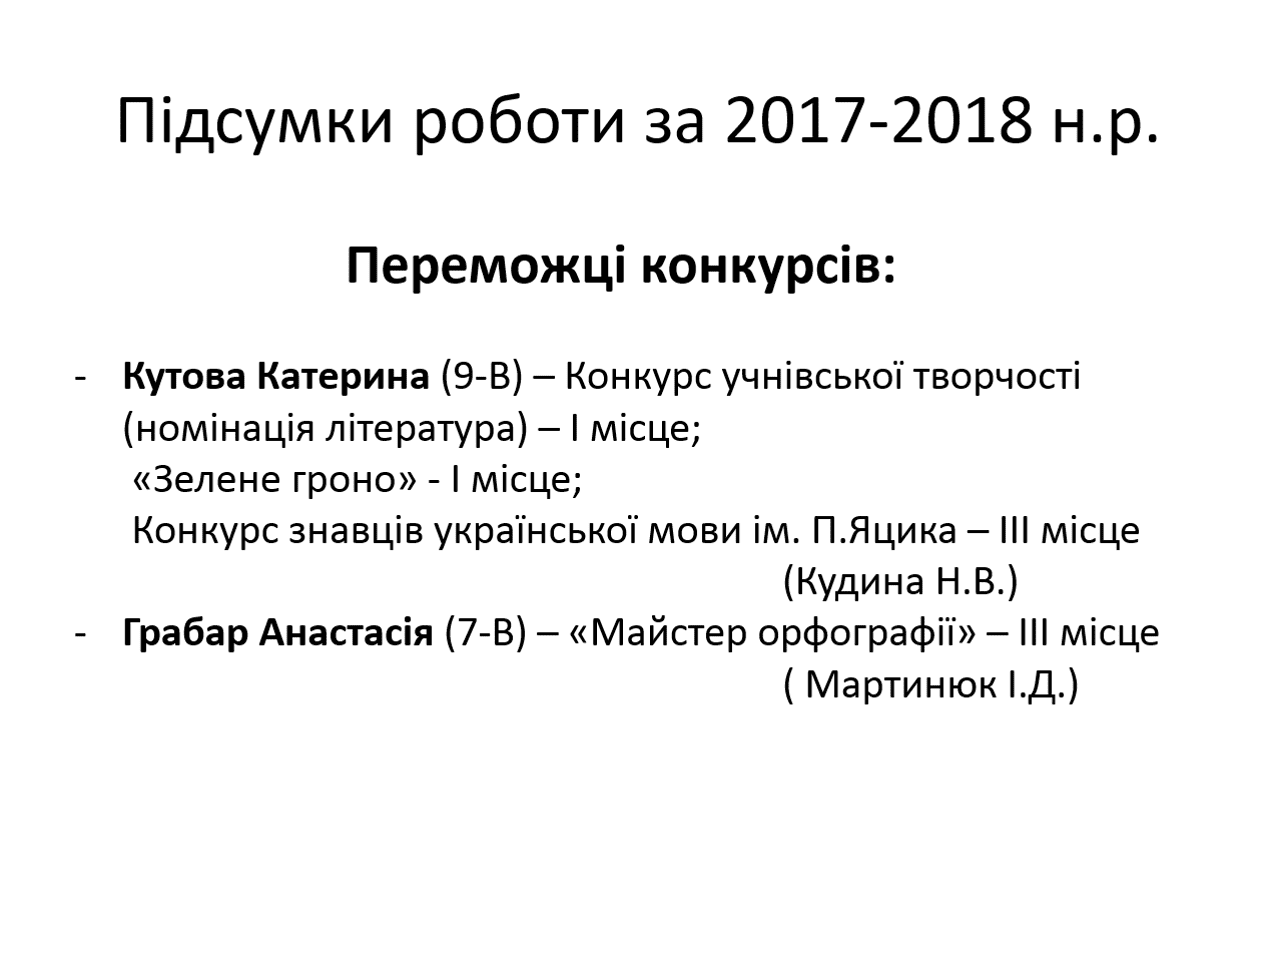 Підсумки роботи за 2017-2018 н.р.
Переможці конкурсів:
- Кутова Катерина (9-В) – Конкурс учнівської творчості
(номінація література) – І місце;
«Зелене гроно» - І місце;
Конкурс знавців української мови ім. П.Яцика – ІІІ місце
(Кудина Н.В.)
- Грабар Анастасія (7-В) – «Майстер орфографії» – ІІІ місце
( Мартинюк І.Д.)